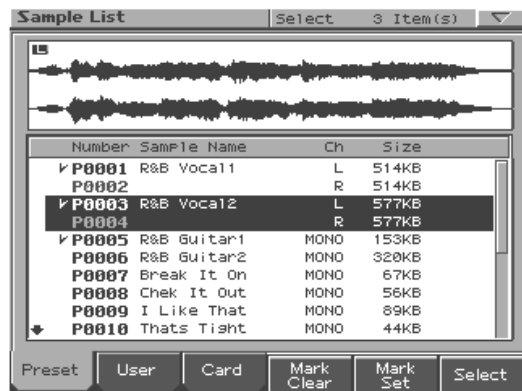 Sample List Select 3 Item(s)
L
Number Sample Name Ch Size
P0001 R&B Vocal1 L 514KB
P0002 R 514KB
P0003 R&B Vocal2 L 577KB
P0004 R 577KB
P0005 R&B Guitar1 MONO 153KB
P0006 R&B Guitar2 MONO 320KB
P0007 Break It On MONO 67KB
P0008 Chek It Out MONO 56KB
P0009 I Like That MONO 89KB
P0010 Thats Tight MONO 44KB
Preset User Card Mark Clear Mark Set Select